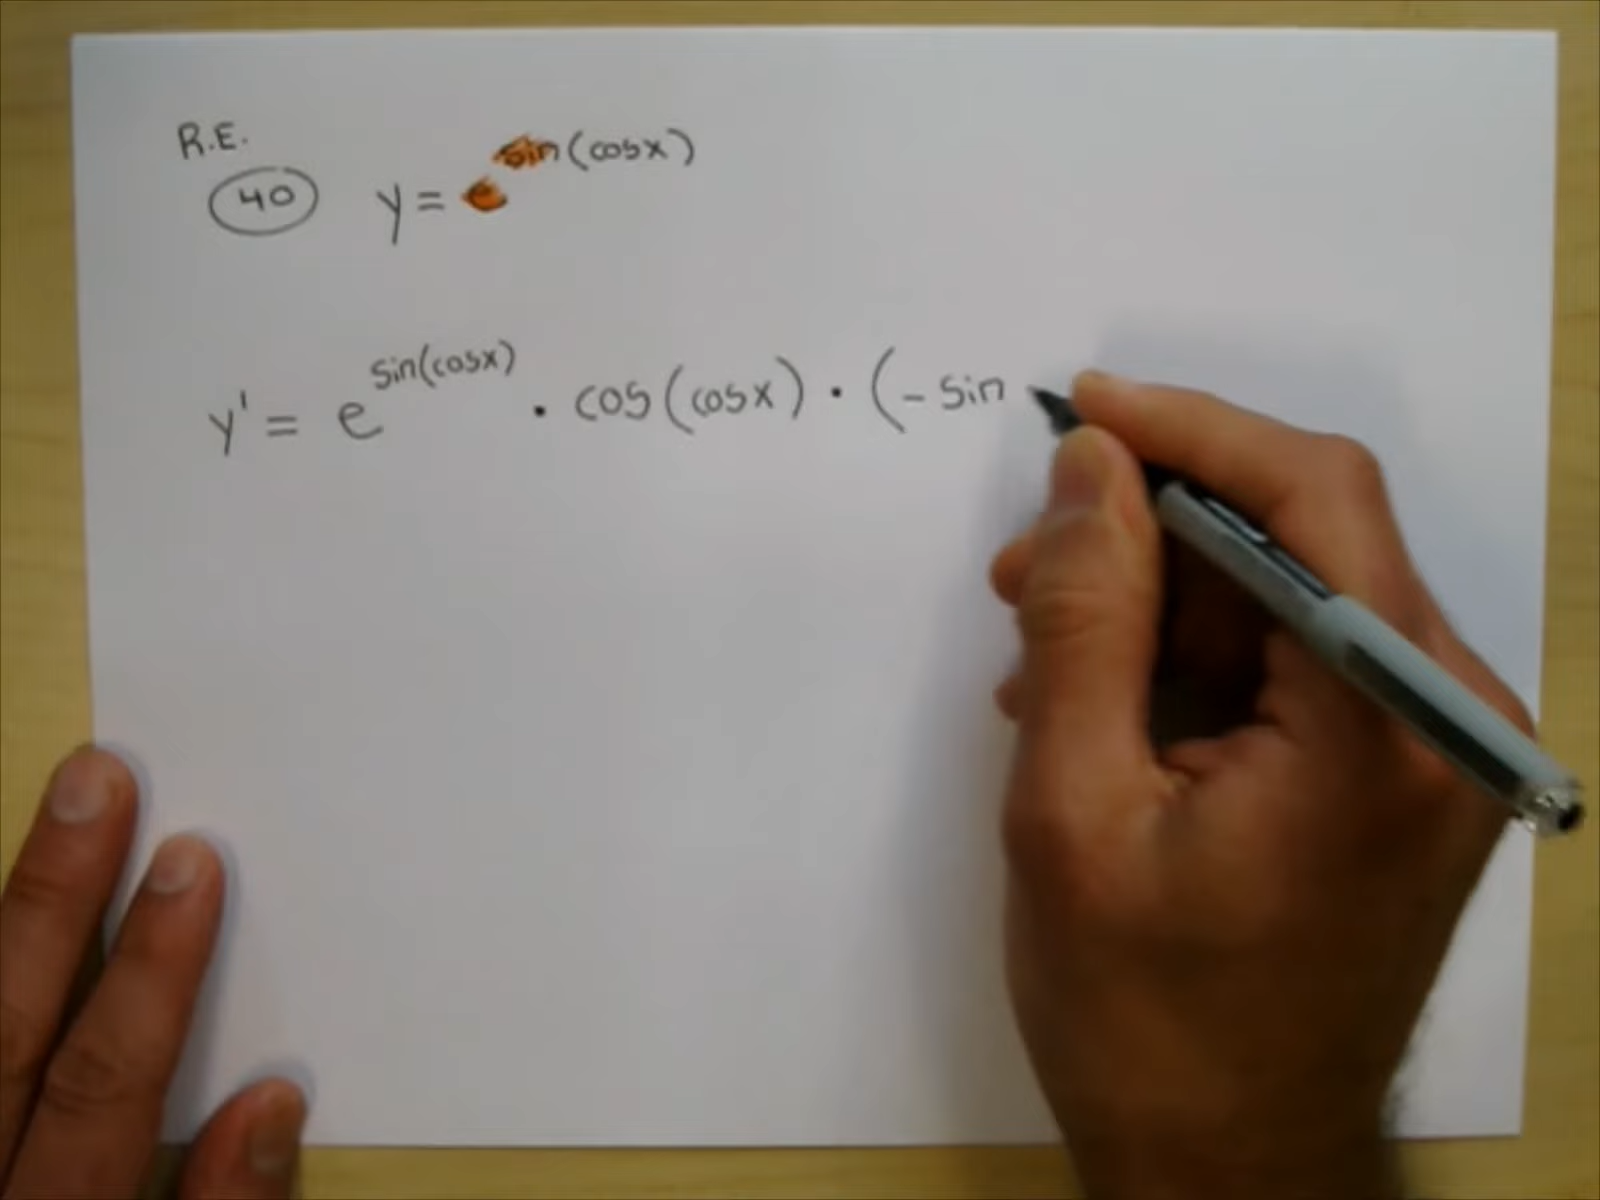 R.E.
40 y = e^sin(cosx)
y' = e^sin(cosx) · cos(cosx) · (- sin